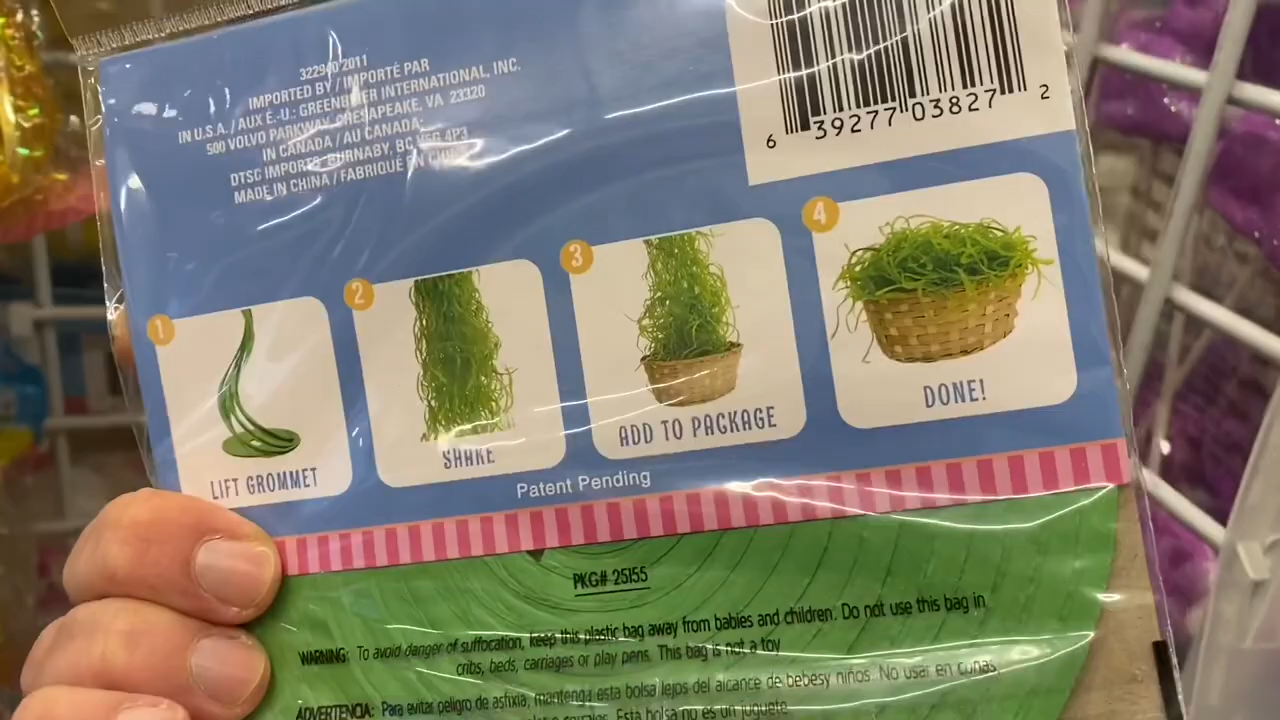 322940 2011
IMPORTED BY / IMPORTÉ PAR
IN U.S.A. / AUX É.-U.: GREENBRIER INTERNATIONAL, INC.
500 VOLVO PARKWAY, CHESAPEAKE, VA 23320
IN CANADA / AU CANADA:
DTSC IMPORTS, BURNABY, BC V5G 4P3
MADE IN CHINA / FABRIQUÉ EN CHINE
6 39277 03827 2
1
2
3
4
LIFT GROMMET
SHAKE
ADD TO PACKAGE
DONE!
Patent Pending
PKG# 25155
WARNING: To avoid danger of suffocation, keep this plastic bag away from babies and children. Do not use this bag in
cribs, beds, carriages or play pens. This bag is not a toy
ADVERTENCIA: Para evitar peligro de asfixia, mantenga esta bolsa lejos del alcance de bebesy niños. No usar en cunas,
Esta bolsa no es un juguete